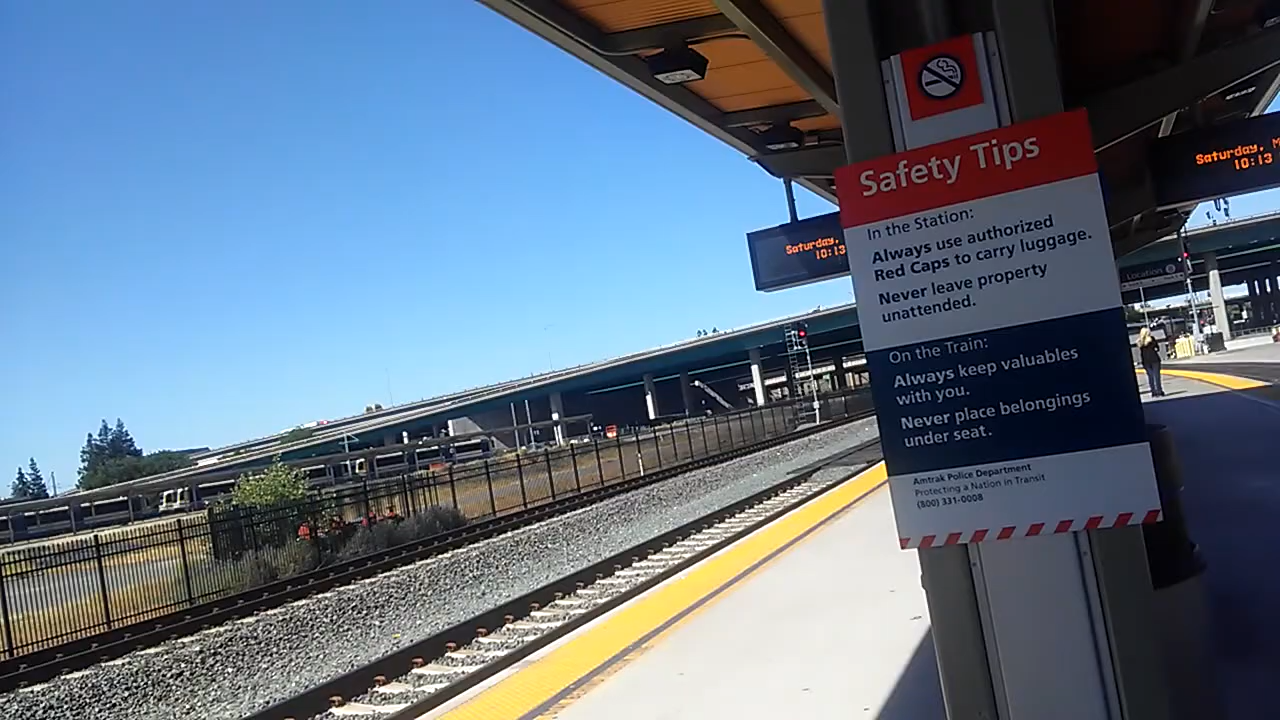 Safety Tips
In the Station:
Always use authorized
Red Caps to carry luggage.
Never leave property
unattended.
On the Train:
Always keep valuables
with you.
Never place belongings
under seat.
Amtrak Police Department
Protecting a Nation in Transit
(800) 331-0008
Saturday,
10:13
Saturday, M
10:13
Location